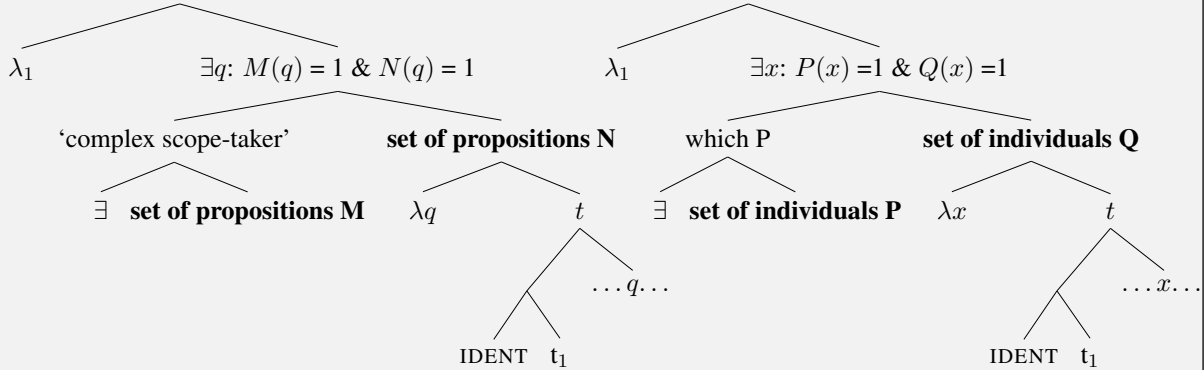 λ₁ ∃q: M(q) = 1 & N(q) = 1 λ₁ ∃x: P(x) =1 & Q(x) =1
‘complex scope-taker’ set of propositions N which P set of individuals Q
∃ set of propositions M λq t ∃ set of individuals P λx t
…q… …x…
IDENT t₁ IDENT t₁